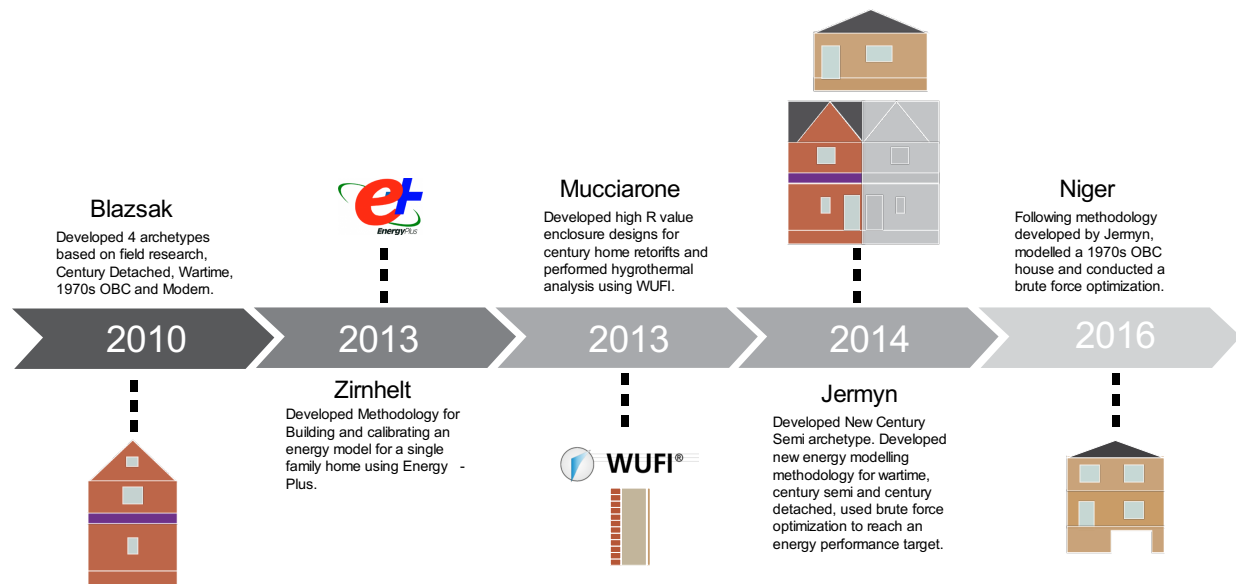 Blazsak
Developed 4 archetypes
based on field research,
Century Detached, Wartime,
1970s OBC and Modern.
2010
e+
EnergyPlus
2013
Zirnhelt
Developed Methodology for
Building and calibrating an
energy model for a single
family home using Energy -
Plus.
Mucciarone
Developed high R value
enclosure designs for
century home retorifts and
performed hygrothermal
analysis using WUFI.
2013
WUFI®
2014
Jermyn
Developed New Century
Semi archetype. Developed
new energy modelling
methodology for wartime,
century semi and century
detached, used brute force
optimization to reach an
energy performance target.
Niger
Following methodology
developed by Jermyn,
modelled a 1970s OBC
house and conducted a
brute force optimization.
2016